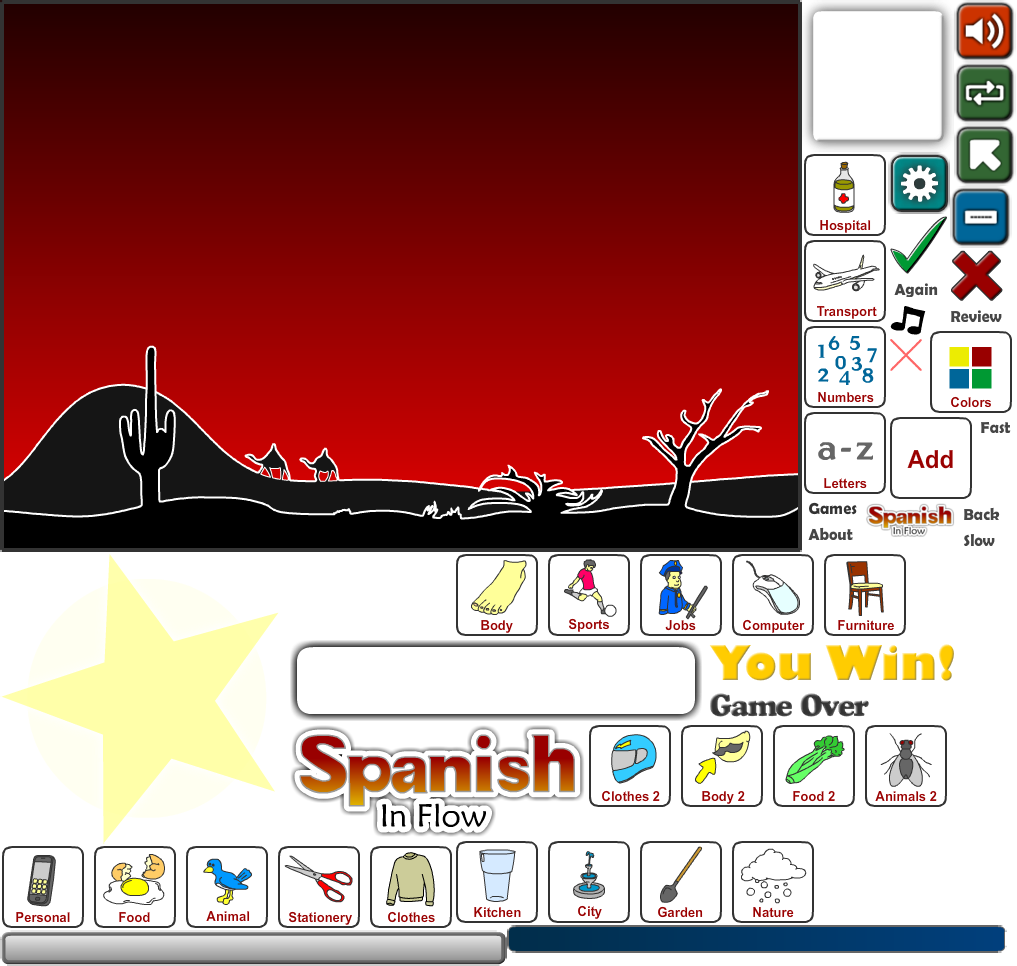 Hospital
Again
Transport
Review
1 6 5 7
0 3
2 4 8
Numbers
Colors
a-z
Letters
Add
Fast
Games
About
Spanish
In Flow
Back
Slow
Body
Sports
Jobs
Computer
Furniture
You Win!
Game Over
Spanish
In Flow
Clothes 2
Body 2
Food 2
Animals 2
Personal
Food
Animal
Stationery
Clothes
Kitchen
City
Garden
Nature